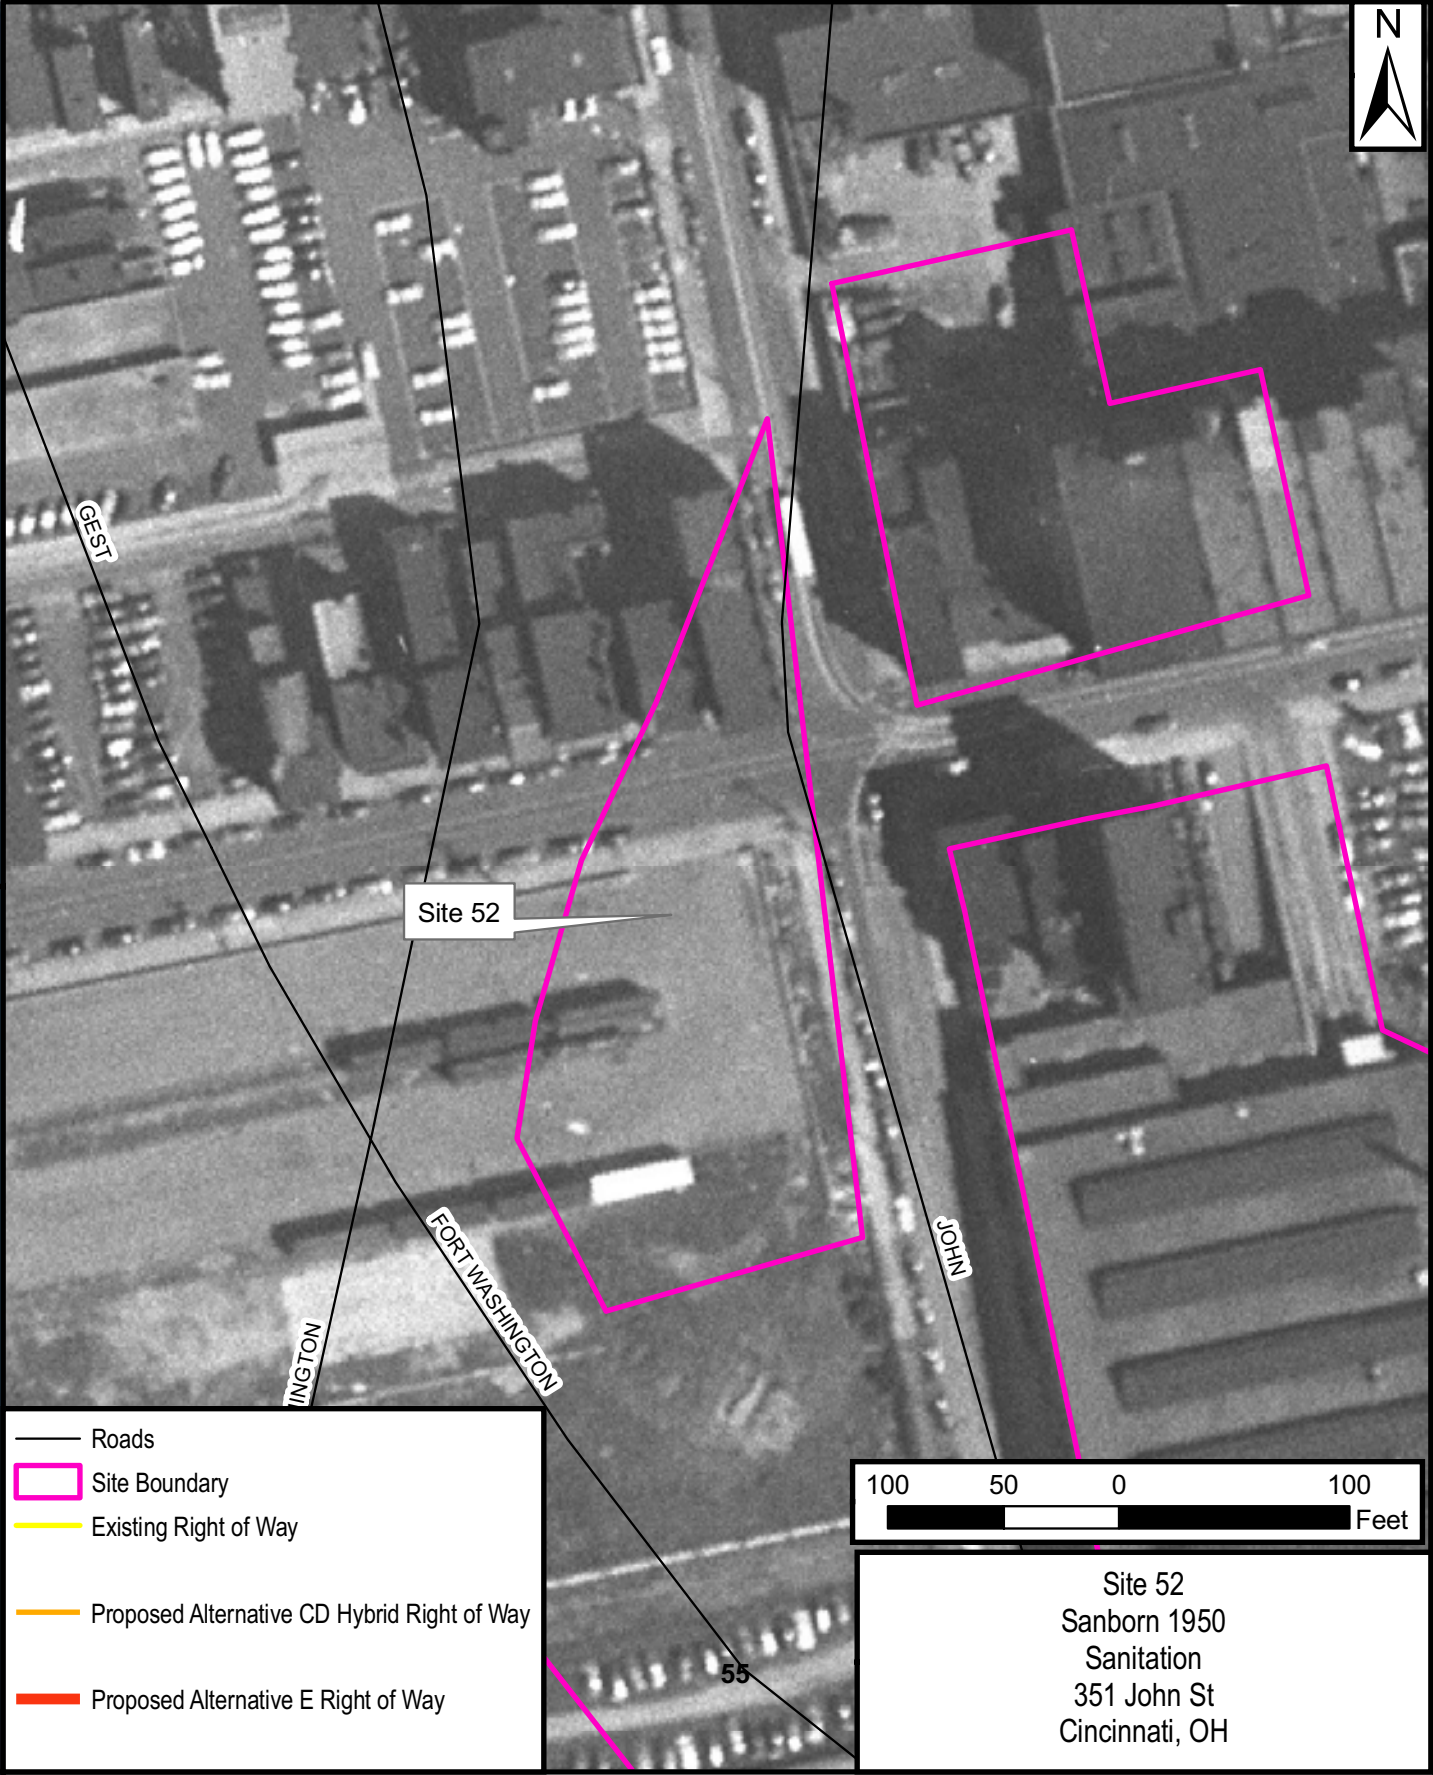 N
GEST
Site 52
FORT WASHINGTON
JOHN
INGTON
Roads
Site Boundary
Existing Right of Way
Proposed Alternative CD Hybrid Right of Way
Proposed Alternative E Right of Way
100 50 0 100
Feet
55
Site 52
Sanborn 1950
Sanitation
351 John St
Cincinnati, OH